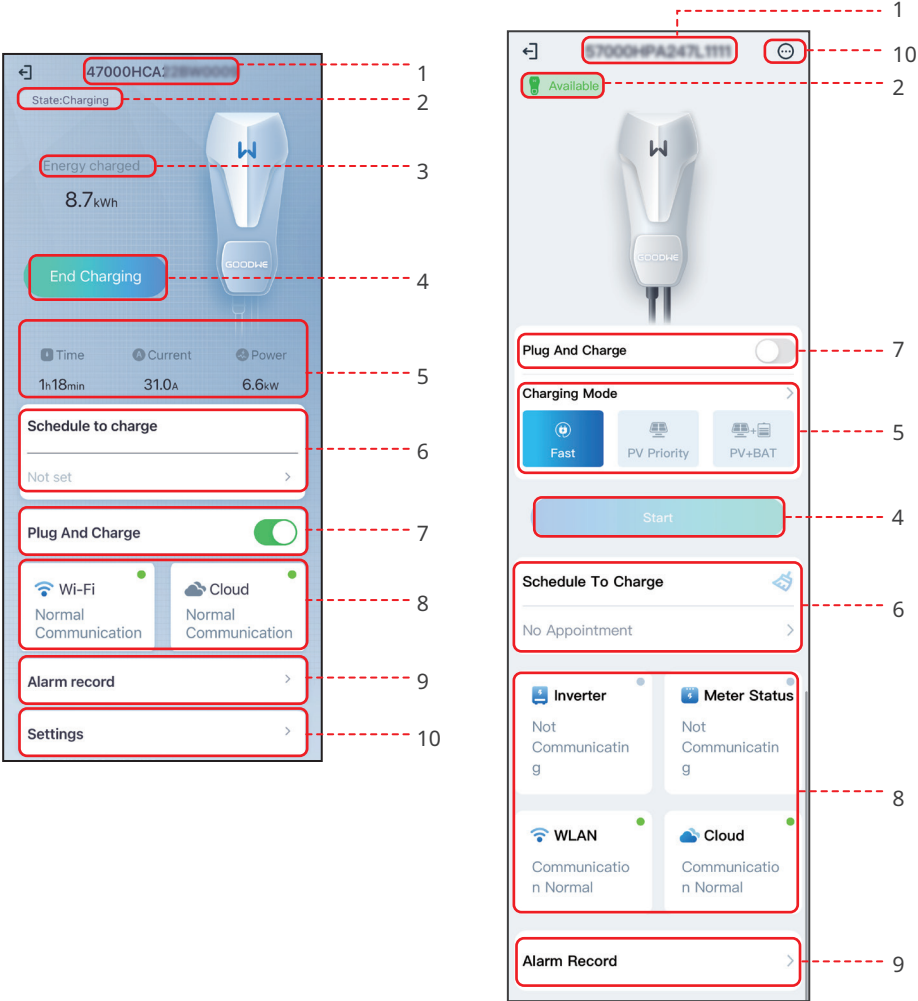 47000HCA2
1
State:Charging
2
Energy charged
3
8.7kWh
End Charging
4
GOODWE
Time Current Power
1h18min 31.0A 6.6kW
5
Schedule to charge
6
Not set
Plug And Charge
7
Wi-Fi Cloud
Normal Communication
Normal Communication
8
Alarm record
9
Settings
10
1
57000HPA247L1111
10
Available
2
GOODWE
Plug And Charge
7
Charging Mode
Fast PV Priority PV+BAT
5
Start
4
Schedule To Charge
6
No Appointment
Inverter Meter Status
Not
Communicatin
g
Not
Communicatin
g
8
WLAN Cloud
Communicatio
n Normal
Communicatio
n Normal
Alarm Record
9